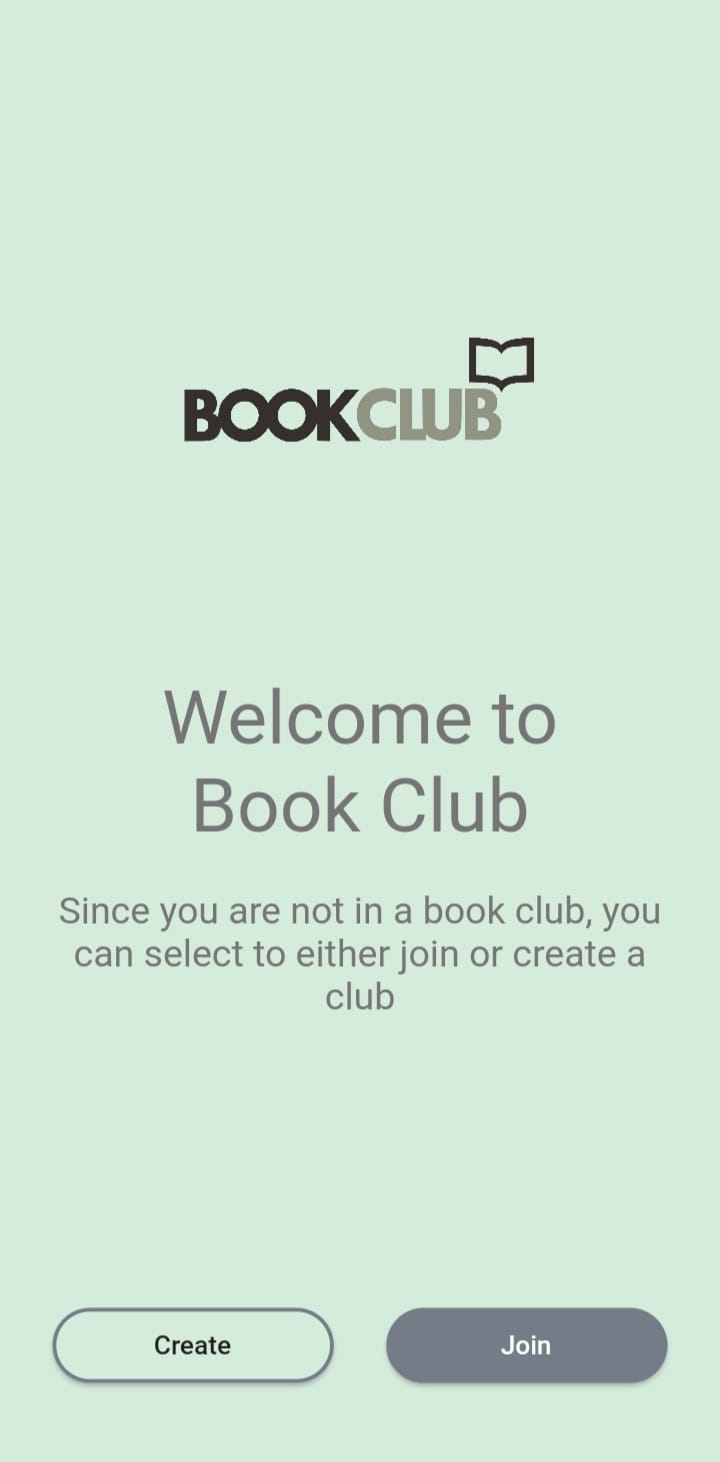 BOOKCLUB
Welcome to
Book Club
Since you are not in a book club, you
can select to either join or create a
club
Create
Join